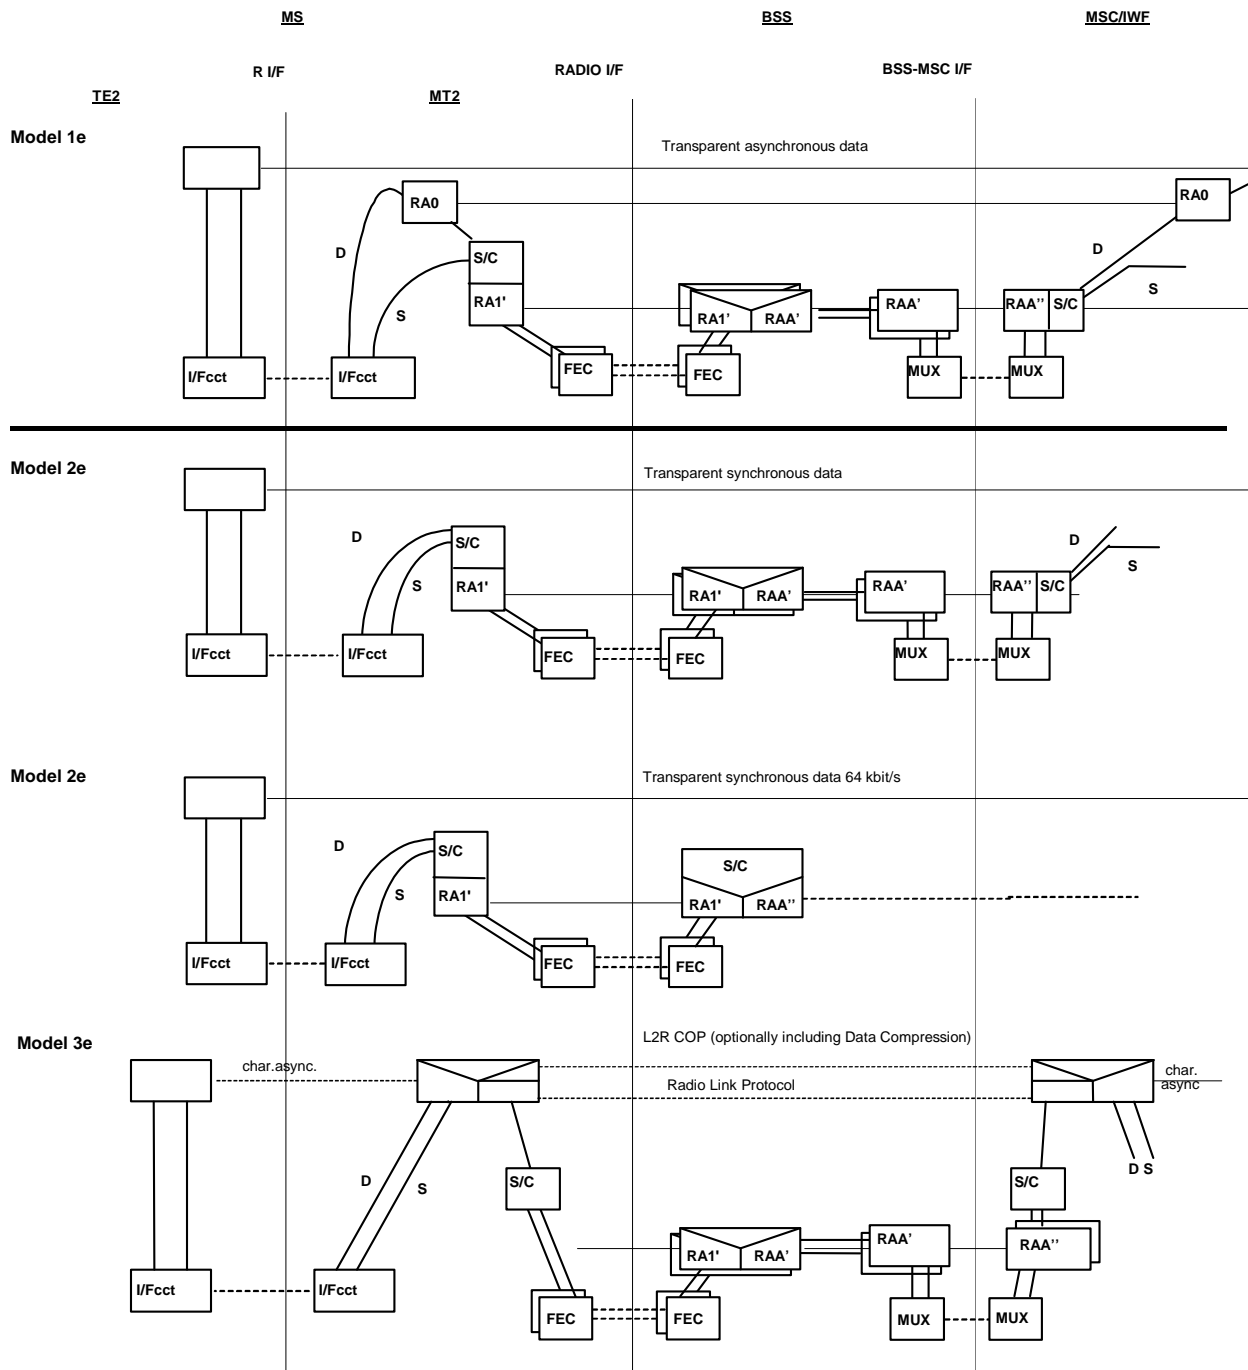 MS BSS MSC/IWF
R I/F RADIO I/F BSS-MSC I/F
TE2 MT2
Model 1e
Transparent asynchronous data
RA0 RA0
D S/C D
S RA1' RA1’ RAA’ RAA’ RAA’’ S/C S
I/Fcct I/Fcct FEC FEC MUX MUX
Model 2e
Transparent synchronous data
D S/C D
S RA1' RA1' RAA’ RAA’ RAA’’ S/C S
I/Fcct I/Fcct FEC FEC MUX MUX
Model 2e
Transparent synchronous data 64 kbit/s
D S/C S/C
S RA1' RA1' RAA’’
I/Fcct I/Fcct FEC FEC
Model 3e
L2R COP (optionally including Data Compression)
char.async. Radio Link Protocol char.
async
D S S/C S/C D S
RA1' RAA’ RAA’ RAA’’
I/Fcct I/Fcct FEC FEC MUX MUX